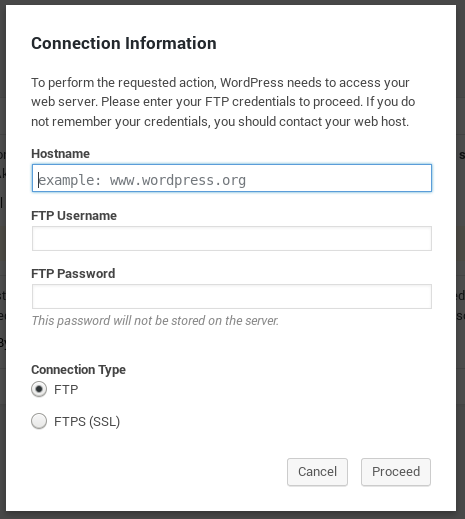 Connection Information
To perform the requested action, WordPress needs to access your
web server. Please enter your FTP credentials to proceed. If you do
not remember your credentials, you should contact your web host.
Hostname
example: www.wordpress.org
FTP Username
FTP Password
This password will not be stored on the server.
Connection Type
FTP
FTPS (SSL)
Cancel
Proceed